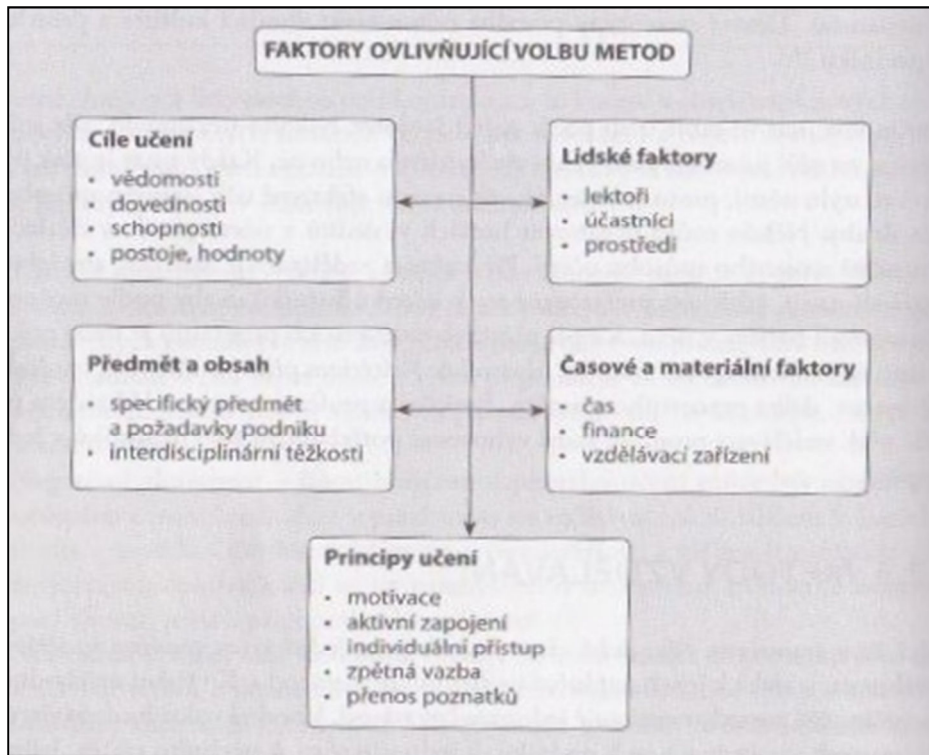 FAKTORY OVLIVŇUJÍCÍ VOLBU METOD
Cíle učení
• vědomosti
• dovednosti
• schopnosti
• postoje, hodnoty
Lidské faktory
• lektoři
• účastníci
• prostředí
Předmět a obsah
• specifický předmět
a požadavky podniku
• interdisciplinární těžkosti
Časové a materiální faktory
• čas
• finance
• vzdělávací zařízení
Principy učení
• motivace
• aktivní zapojení
• individuální přístup
• zpětná vazba
• přenos poznatků